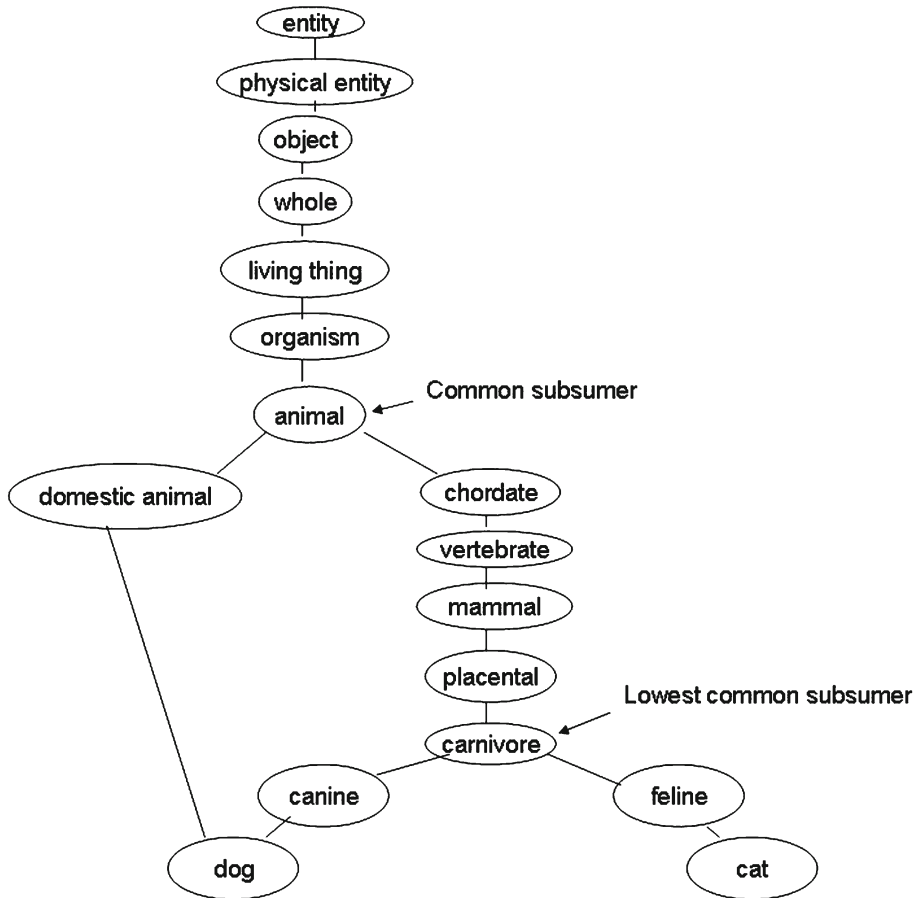 entity
physical entity
object
whole
living thing
organism
Common subsumer
animal
domestic animal
chordate
vertebrate
mammal
placental
Lowest common subsumer
carnivore
canine
feline
dog
cat